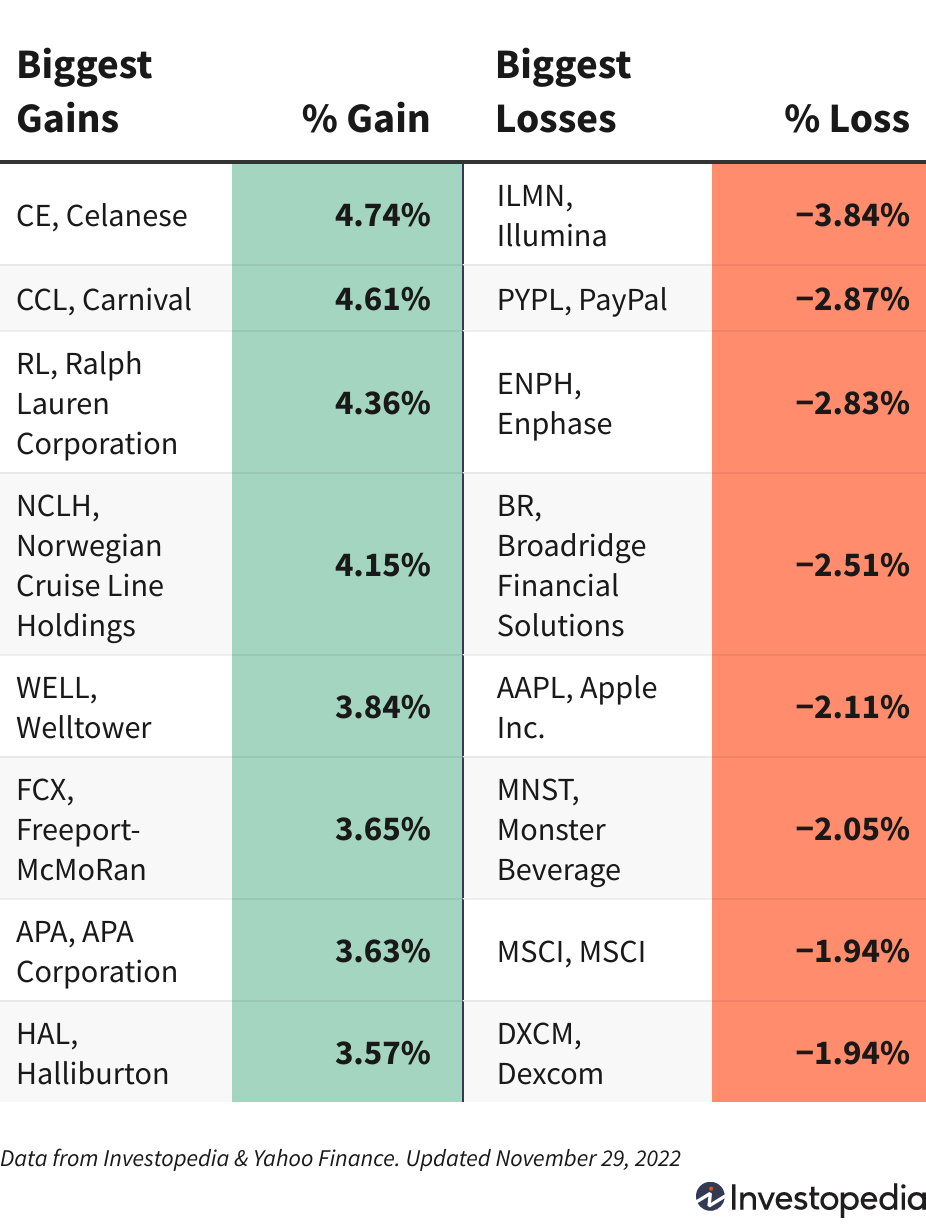 Biggest
Gains
% Gain
Biggest
Losses
% Loss
CE, Celanese
4.74%
ILMN,
Illumina
−3.84%
CCL, Carnival
4.61%
PYPL, PayPal
−2.87%
RL, Ralph
Lauren
Corporation
4.36%
ENPH,
Enphase
−2.83%
NCLH,
Norwegian
Cruise Line
Holdings
4.15%
BR,
Broadridge
Financial
Solutions
−2.51%
WELL,
Welltower
3.84%
AAPL, Apple
Inc.
−2.11%
FCX,
Freeport-
McMoRan
3.65%
MNST,
Monster
Beverage
−2.05%
APA, APA
Corporation
3.63%
MSCI, MSCI
−1.94%
HAL,
Halliburton
3.57%
DXCM,
Dexcom
−1.94%
Data from Investopedia & Yahoo Finance. Updated November 29, 2022
Investopedia